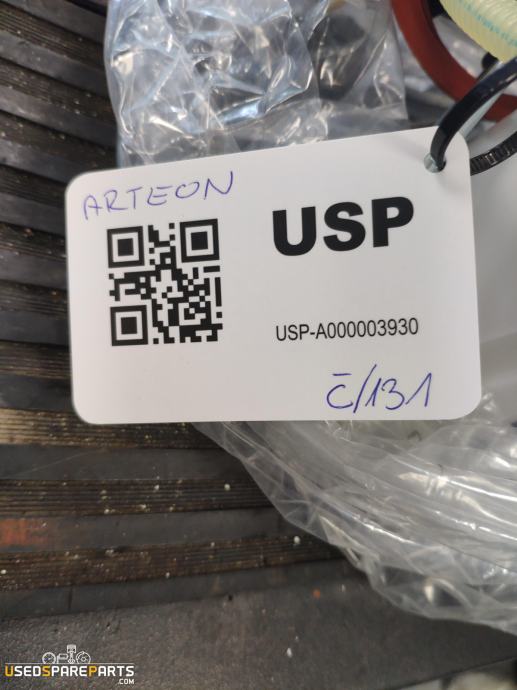 ARTEON
USP
USP-A000003930
č/131
USEDSPAREPARTS
.COM